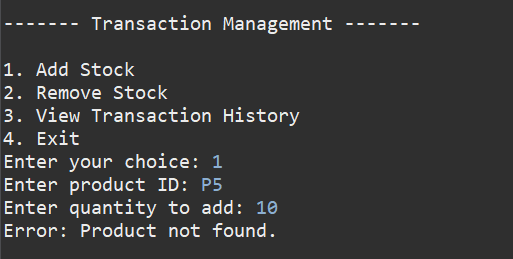 ------- Transaction Management -------
1. Add Stock
2. Remove Stock
3. View Transaction History
4. Exit
Enter your choice: 1
Enter product ID: P5
Enter quantity to add: 10
Error: Product not found.